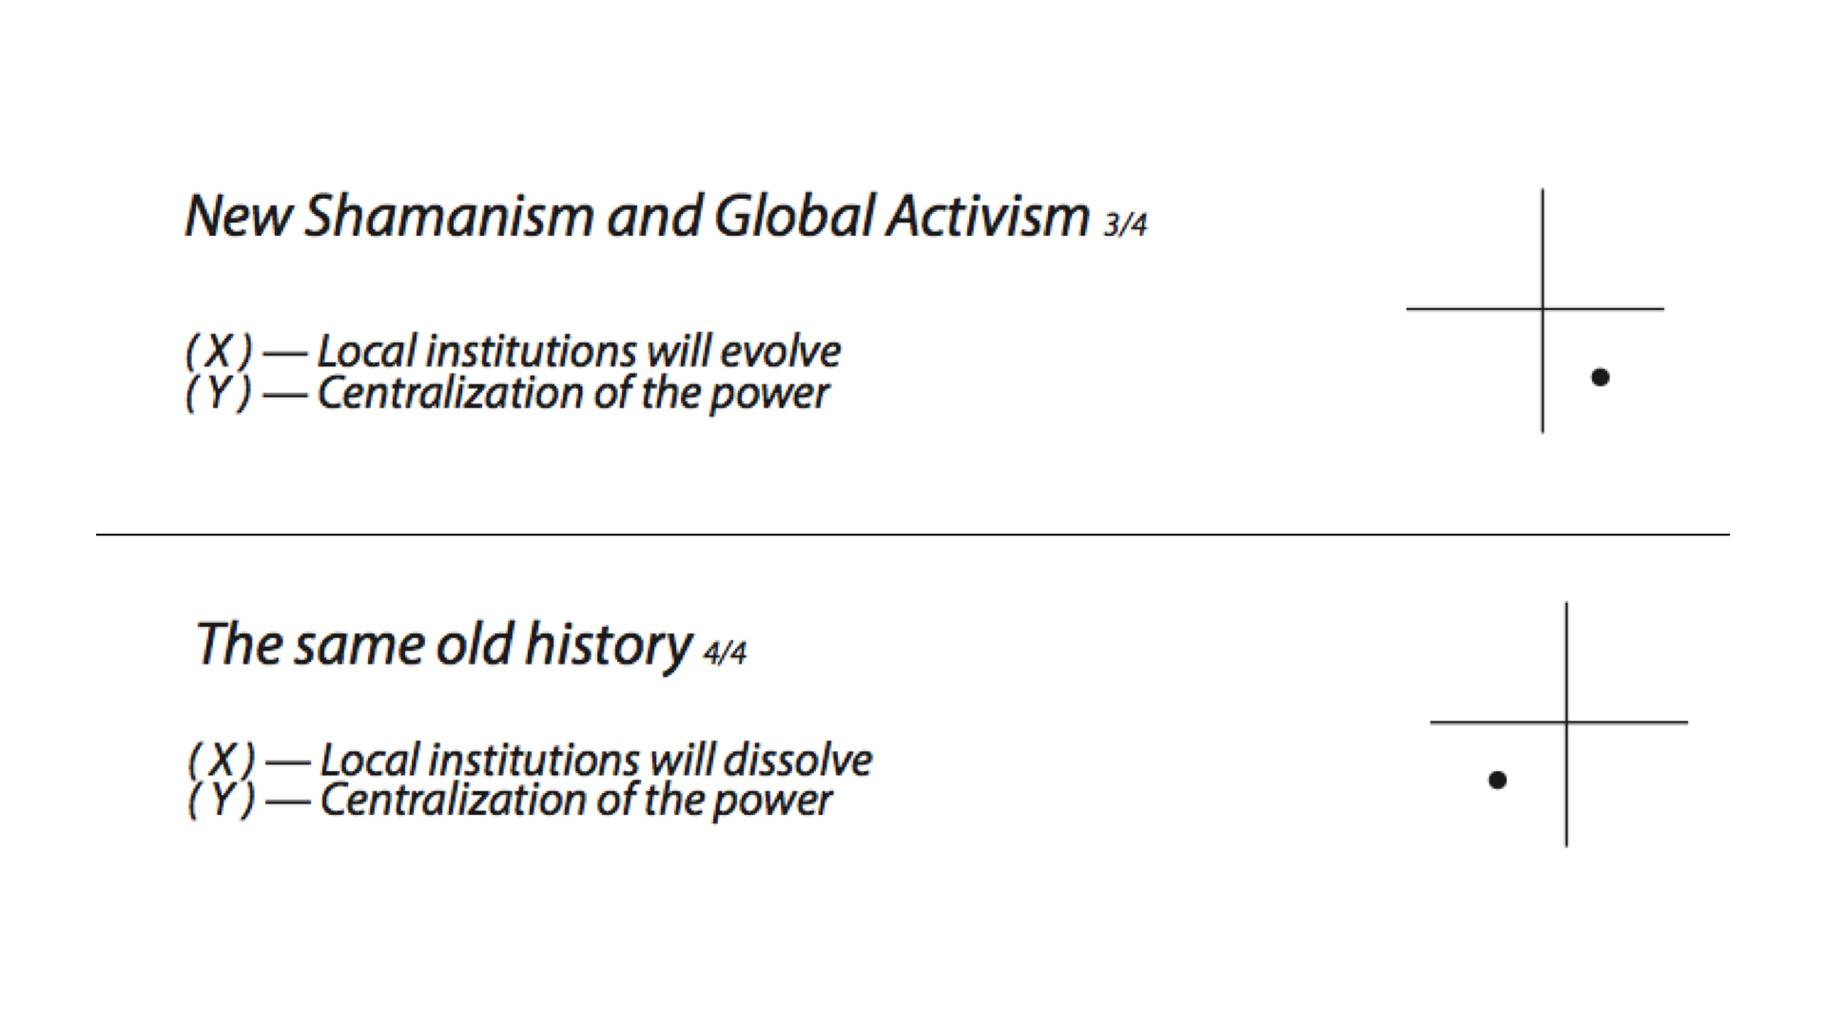 New Shamanism and Global Activism 3/4
( X ) — Local institutions will evolve
( Y ) — Centralization of the power
The same old history 4/4
( X ) — Local institutions will dissolve
( Y ) — Centralization of the power